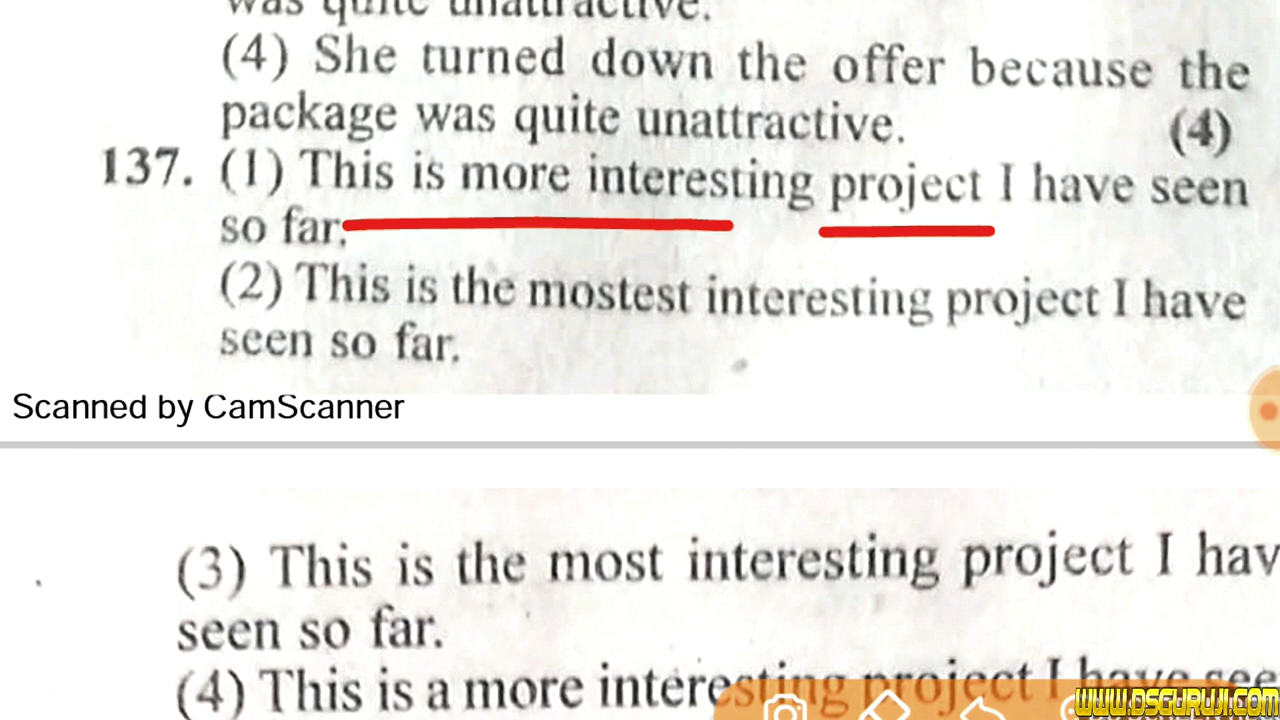 was quite unattractive.
(4) She turned down the offer because the
package was quite unattractive. (4)
137. (1) This is more interesting project I have seen
so far.
(2) This is the mostest interesting project I have
seen so far.
Scanned by CamScanner
(3) This is the most interesting project I hav
seen so far.
(4) This is a more interesting project I have see
WWW.DSGURUJI.COM